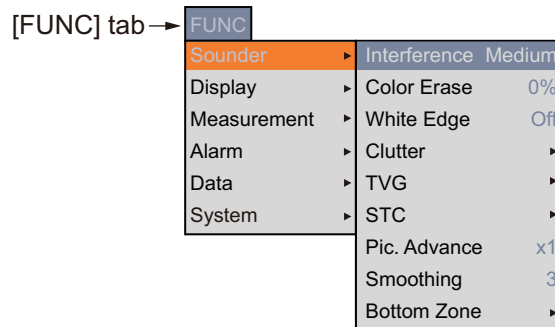 [FUNC] tab
FUNC
Sounder
Display
Measurement
Alarm
Data
System
Interference Medium
Color Erase 0%
White Edge Off
Clutter
TVG
STC
Pic. Advance x1
Smoothing 3
Bottom Zone